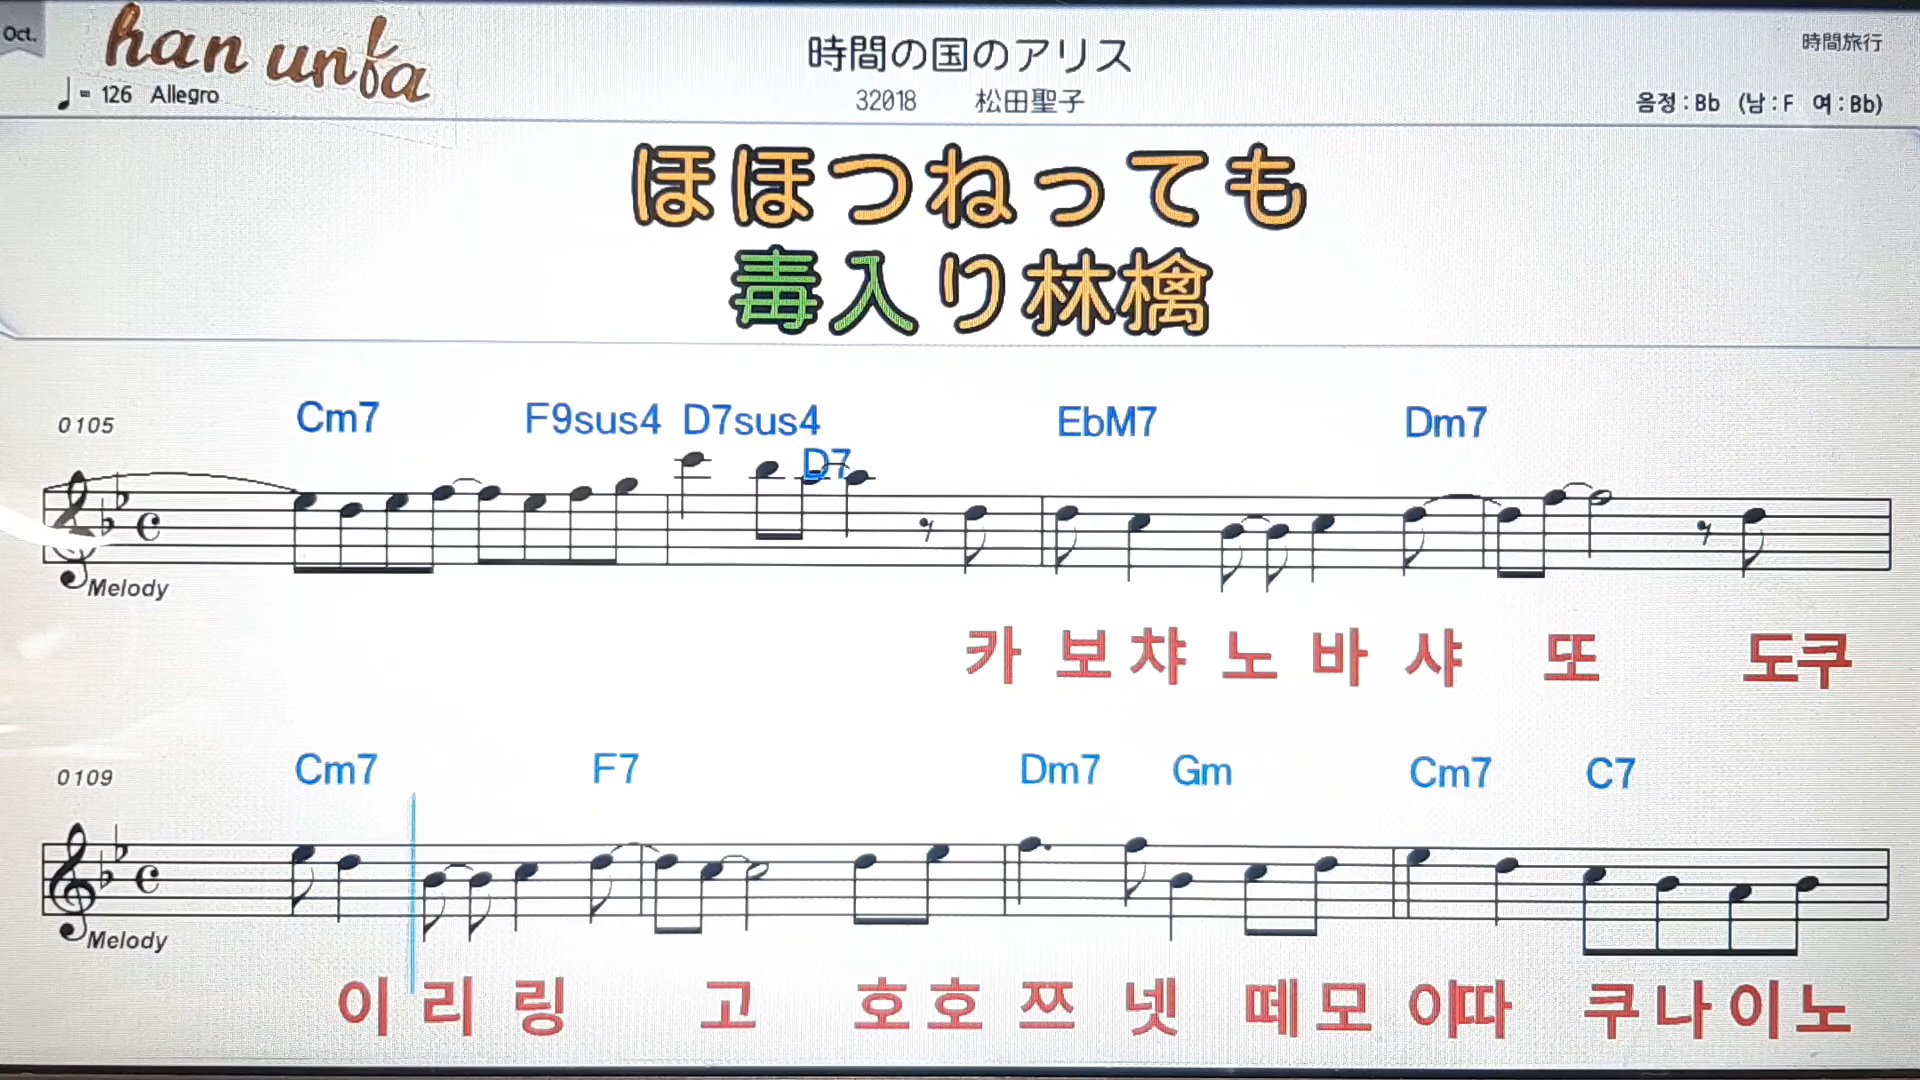 Oct.
han unfa
時間の国のアリス
時間旅行
♩= 126 Allegro
32018 松田聖子
음정 : Bb (남 : F 여 : Bb)
ほほつねっても
毒入り林檎
0105 Cm7 F9sus4 D7sus4 D7 EbM7 Dm7
Melody
카 보 챠 노 바 샤 또 도쿠
0109 Cm7 F7 Dm7 Gm Cm7 C7
Melody
이 리 링 고 호 호 쯔 넷 떼 모 이따 쿠 나 이 노